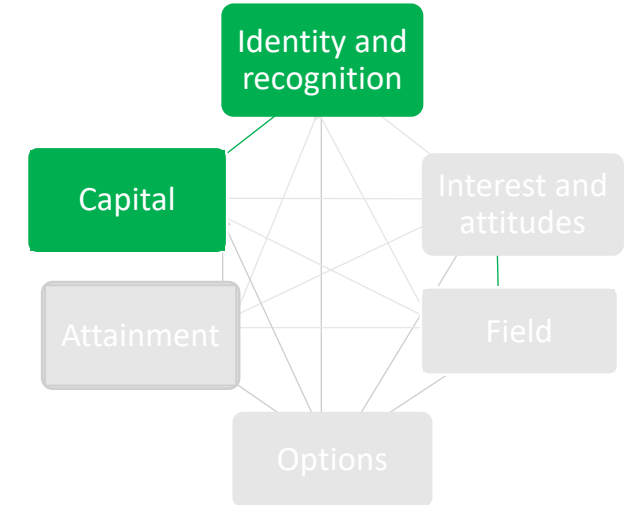 Identity and
recognition
Capital
Interest and
attitudes
Attainment
Field
Options